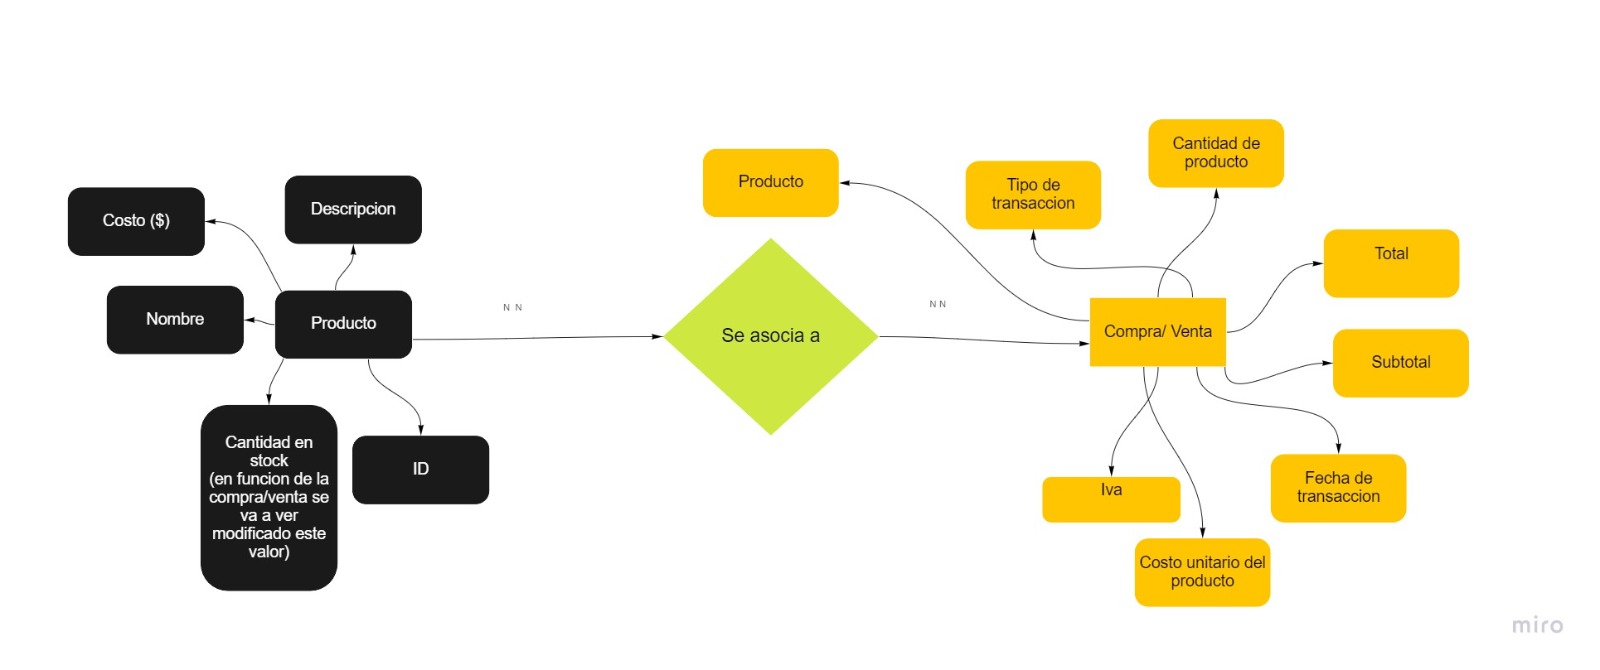 Cantidad de
producto
Producto
Tipo de
transaccion
Descripcion
Costo ($)
Total
N N
N N
Nombre
Producto
Se asocia a
Compra/ Venta
Subtotal
Cantidad en
stock
(en funcion de la
compra/venta se
va a ver
modificado este
valor)
ID
Iva
Fecha de
transaccion
Costo unitario del
producto
miro